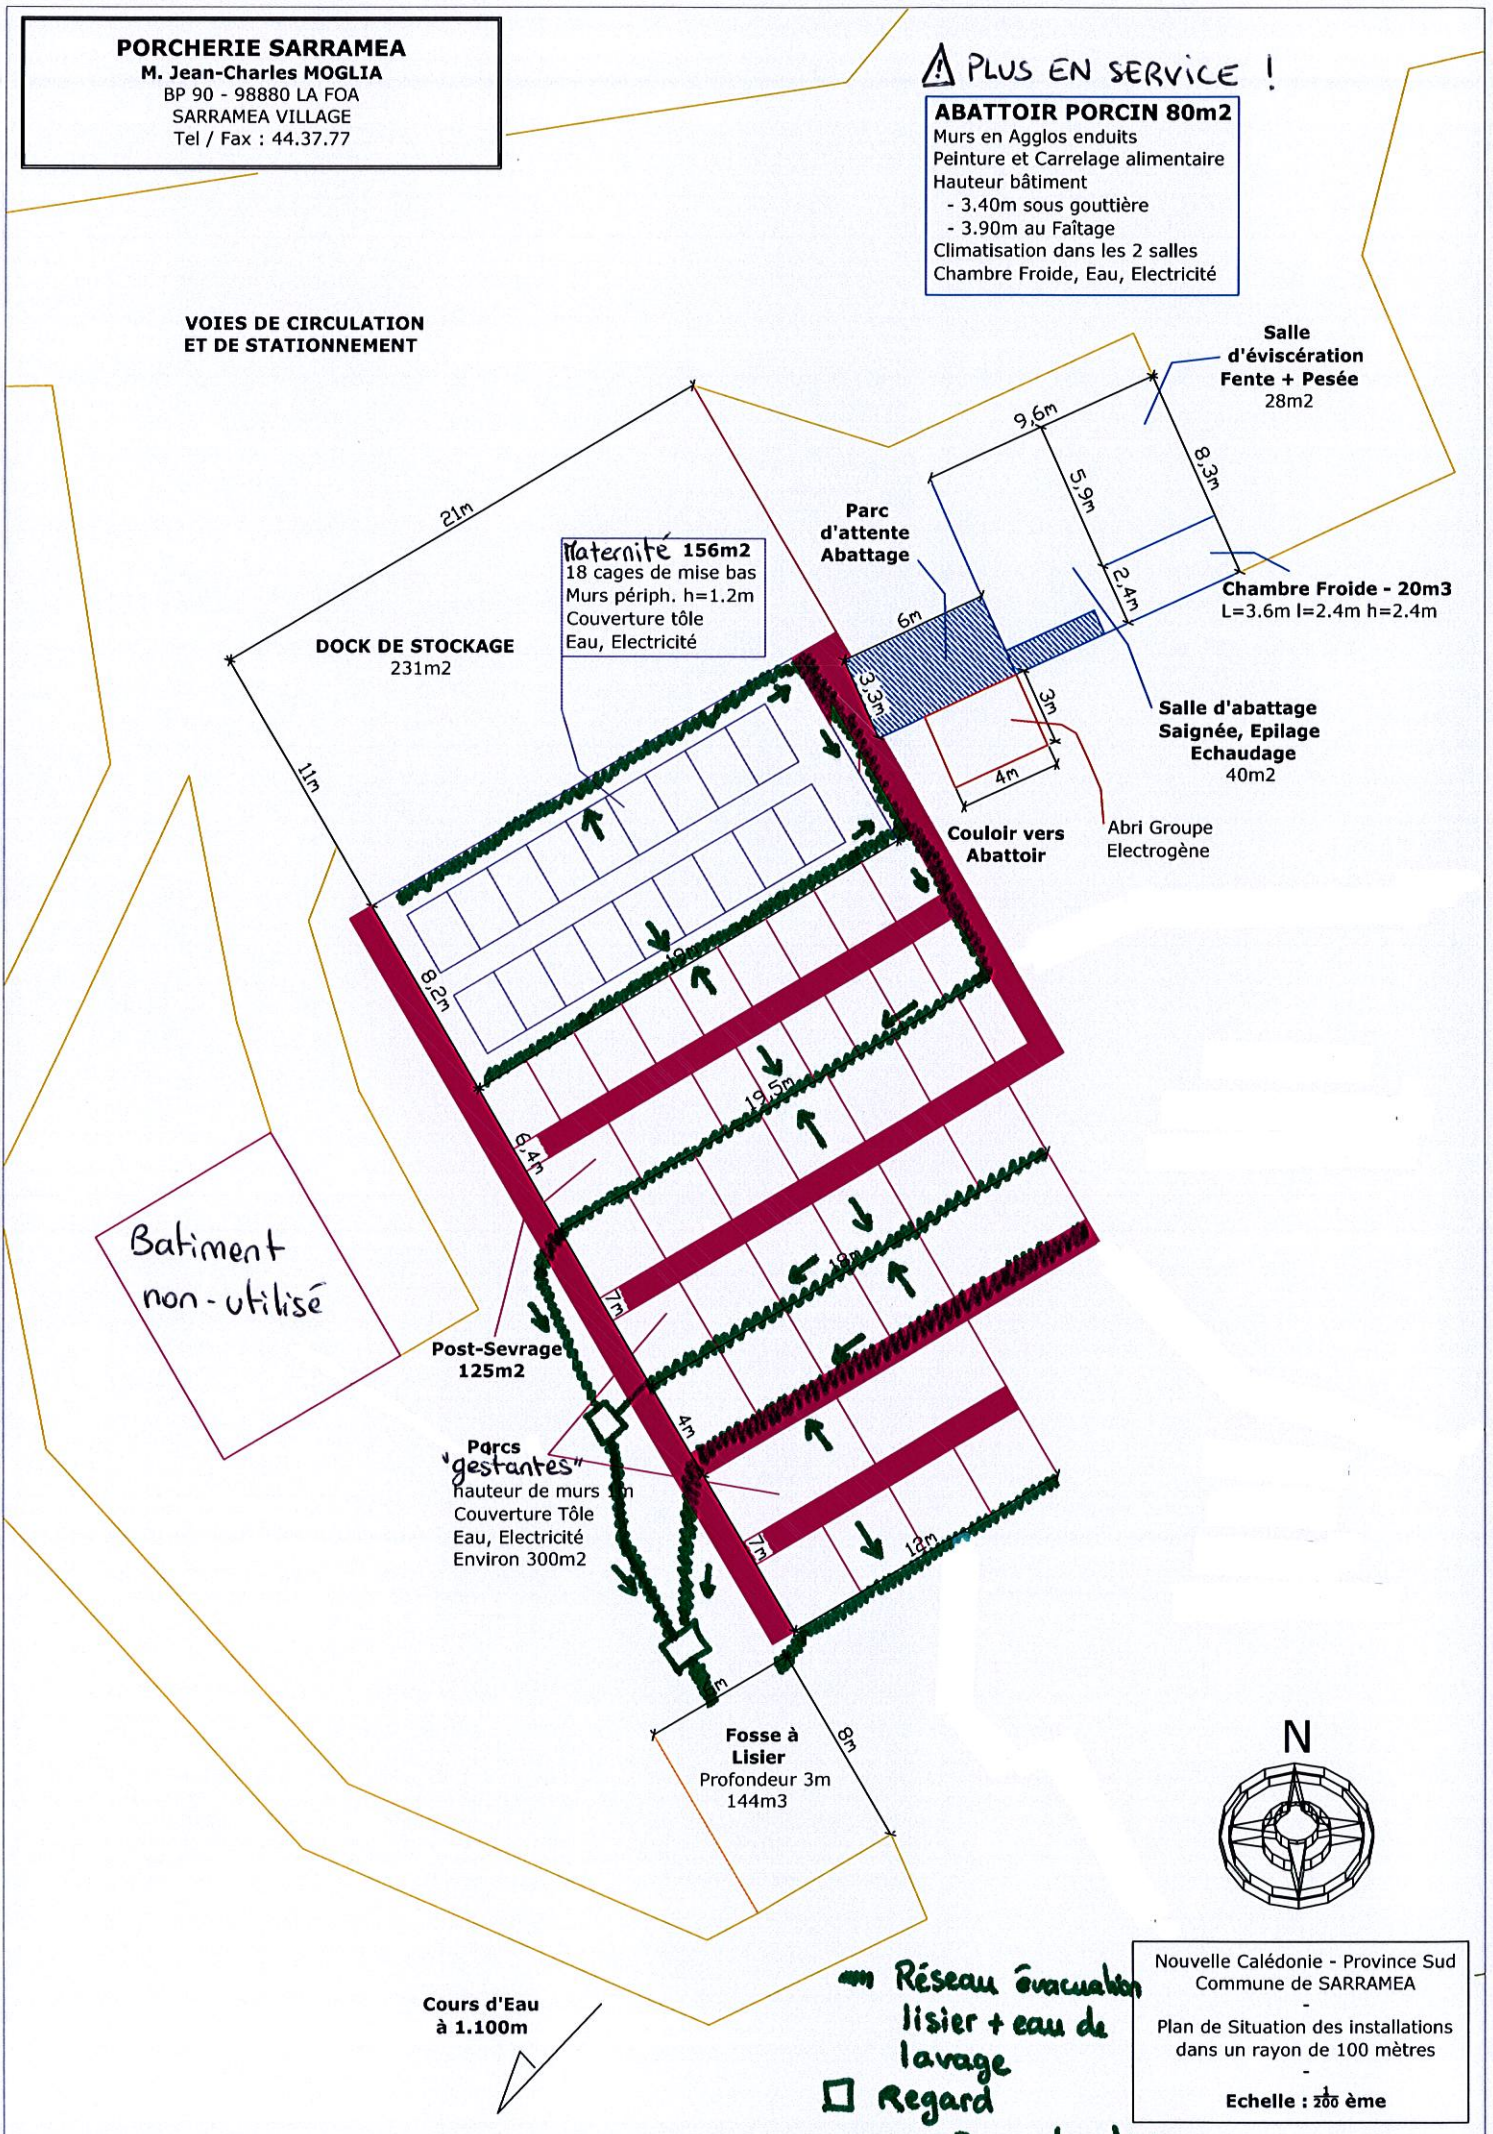 PORCHERIE SARRAMEA
M. Jean-Charles MOGLIA
BP 90 - 98880 LA FOA
SARRAMEA VILLAGE
Tel / Fax : 44.37.77
⚠ PLUS EN SERVICE !
ABATTOIR PORCIN 80m2
Murs en Agglos enduits
Peinture et Carrelage alimentaire
Hauteur bâtiment
- 3.40m sous gouttière
- 3.90m au Faîtage
Climatisation dans les 2 salles
Chambre Froide, Eau, Electricité
VOIES DE CIRCULATION
ET DE STATIONNEMENT
Salle
d'éviscération
Fente + Pesée
28m2
9,6m
8,3m
5,9m
2,4m
21m
Parc
d'attente
Abattage
Maternité 156m2
18 cages de mise bas
Murs périph. h=1.2m
Couverture tôle
Eau, Electricité
Chambre Froide - 20m3
L=3.6m l=2.4m h=2.4m
6m
3,3m
DOCK DE STOCKAGE
231m2
3m
Salle d'abattage
Saignée, Epilage
Echaudage
40m2
4m
11m
Couloir vers
Abattoir
Abri Groupe
Electrogène
8,2m
19m
19,5m
6,4m
Batiment
non-utilisé
18m
7m
Post-Sevrage
125m2
4m
Parcs
"gestantes"
hauteur de murs 1m
Couverture Tôle
Eau, Electricité
Environ 300m2
7m
12m
Fosse à
Lisier
Profondeur 3m
144m3
8m
N
Cours d'Eau
à 1.100m
Réseau évacuation
lisier + eau de
lavage
Regard
Nouvelle Calédonie - Province Sud
Commune de SARRAMEA
-
Plan de Situation des installations
dans un rayon de 100 mètres
-
Echelle : 1/200 ème